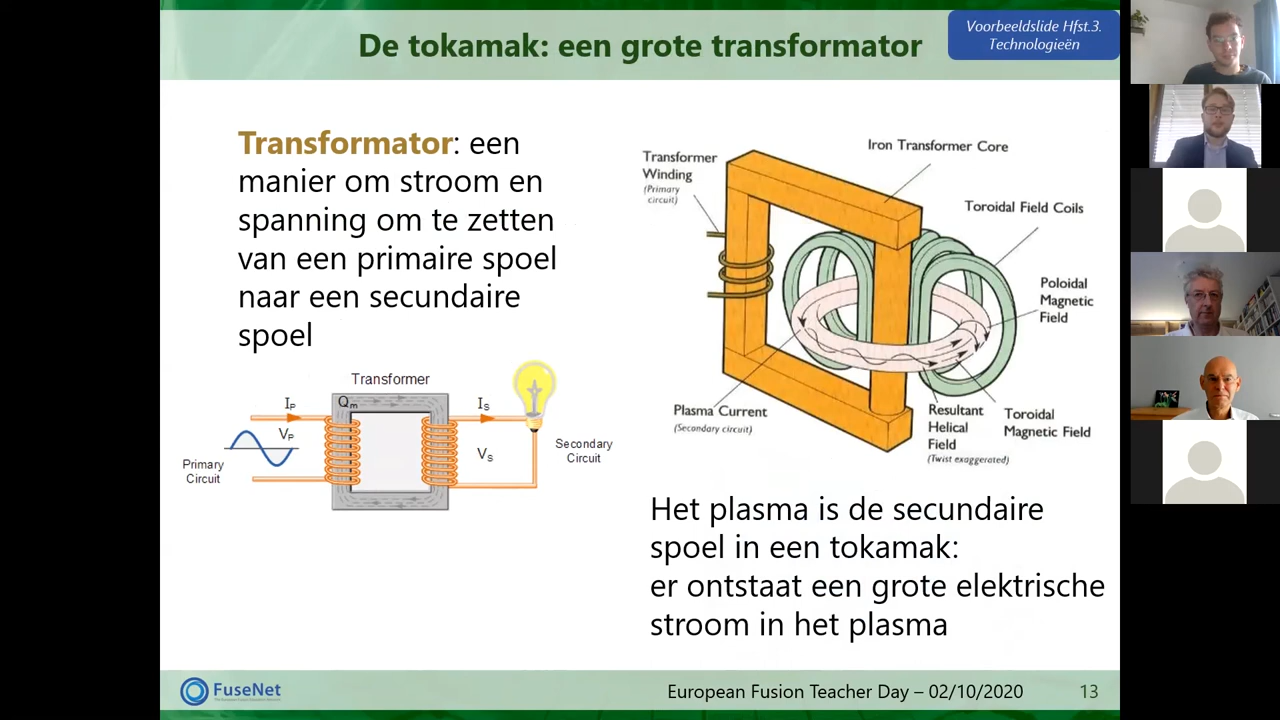 De tokamak: een grote transformator
Voorbeeldslide Hfst.3.
Technologieën
Transformator: een
manier om stroom en
spanning om te zetten
van een primaire spoel
naar een secundaire
spoel
Transformer
Iₚ
Qₘ
Iₛ
Vₚ
Vₛ
Primary
Circuit
Secondary
Circuit
Transformer
Winding
(Primary
circuit)
Iron Transformer Core
Toroidal Field Coils
Poloidal
Magnetic
Field
Plasma Current
(Secondary circuit)
Resultant
Helical
Field
(Twist exaggerated)
Toroidal
Magnetic Field
Het plasma is de secundaire
spoel in een tokamak:
er ontstaat een grote elektrische
stroom in het plasma
FuseNet
European Fusion Teacher Day – 02/10/2020
13